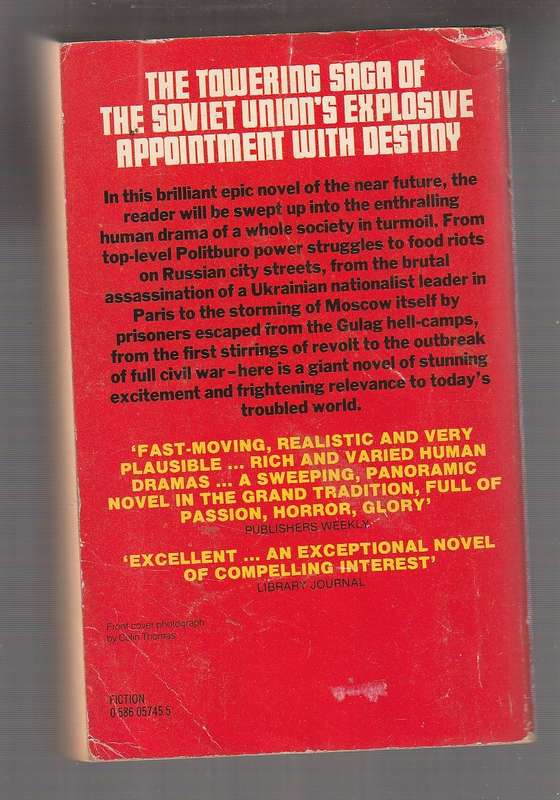 THE TOWERING SAGA OF
THE SOVIET UNION'S EXPLOSIVE
APPOINTMENT WITH DESTINY
In this brilliant epic novel of the near future, the
reader will be swept up into the enthralling
human drama of a whole society in turmoil. From
top-level Politburo power struggles to food riots
on Russian city streets, from the brutal
assassination of a Ukrainian nationalist leader in
Paris to the storming of Moscow itself by
prisoners escaped from the Gulag hell-camps,
from the first stirrings of revolt to the outbreak
of full civil war – here is a giant novel of stunning
excitement and frightening relevance to today's
troubled world.
'FAST-MOVING, REALISTIC AND VERY
PLAUSIBLE ... RICH AND VARIED HUMAN
DRAMAS ... A SWEEPING, PANORAMIC
NOVEL IN THE GRAND TRADITION, FULL OF
PASSION, HORROR, GLORY'
PUBLISHERS WEEKLY
'EXCELLENT ... AN EXCEPTIONAL NOVEL
OF COMPELLING INTEREST'
LIBRARY JOURNAL
Front cover photograph
by Colin Thomas
FICTION
0 586 05745 5